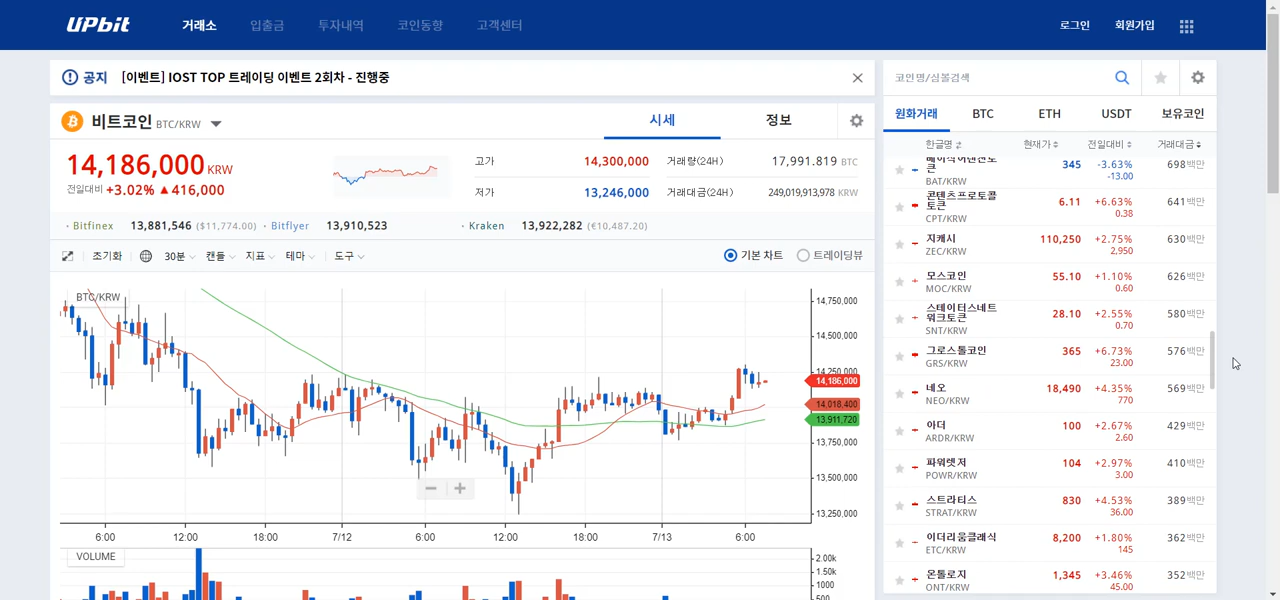 UPbit 거래소 입출금 투자내역 코인동향 고객센터 로그인 회원가입
공지 [이벤트] IOST TOP 트레이딩 이벤트 2회차 - 진행중
비트코인 BTC/KRW 시세 정보
14,186,000 KRW
전일대비 +3.02% ▲416,000
고가 14,300,000 거래량(24H) 17,991.819 BTC
저가 13,246,000 거래대금(24H) 249,019,913,978 KRW
· Bitfinex 13,881,546 ($11,774.00) · Bitflyer 13,910,523 · Kraken 13,922,282 (€10,487.20)
초기화 30분 캔들 지표 테마 도구 기본 차트 트레이딩뷰
BTC/KRW
14,750,000
14,500,000
14,250,000
14,186,000
14,018,400
13,911,720
13,750,000
13,500,000
13,250,000
6:00 12:00 18:00 7/12 6:00 12:00 18:00 7/13 6:00
VOLUME
2.00k
1.50k
1000
500
코인명/심볼검색
원화거래 BTC ETH USDT 보유코인
한글명 현재가 전일대비 거래대금
베이직어텐션토큰 345 -3.63% 698백만
BAT/KRW -13.00
콘텐츠프로토콜
토큰 6.11 +6.63% 641백만
CPT/KRW 0.38
지캐시 110,250 +2.75% 630백만
ZEC/KRW 2,950
모스코인 55.10 +1.10% 626백만
MOC/KRW 0.60
스테이터스네트
워크토큰 28.10 +2.55% 580백만
SNT/KRW 0.70
그로스톨코인 365 +6.73% 576백만
GRS/KRW 23.00
네오 18,490 +4.35% 569백만
NEO/KRW 770
아더 100 +2.67% 429백만
ARDR/KRW 2.60
파워렛저 104 +2.97% 410백만
POWR/KRW 3.00
스트라티스 830 +4.53% 389백만
STRAT/KRW 36.00
이더리움클래식 8,200 +1.80% 362백만
ETC/KRW 145
온톨로지 1,345 +3.46% 352백만
ONT/KRW 45.00